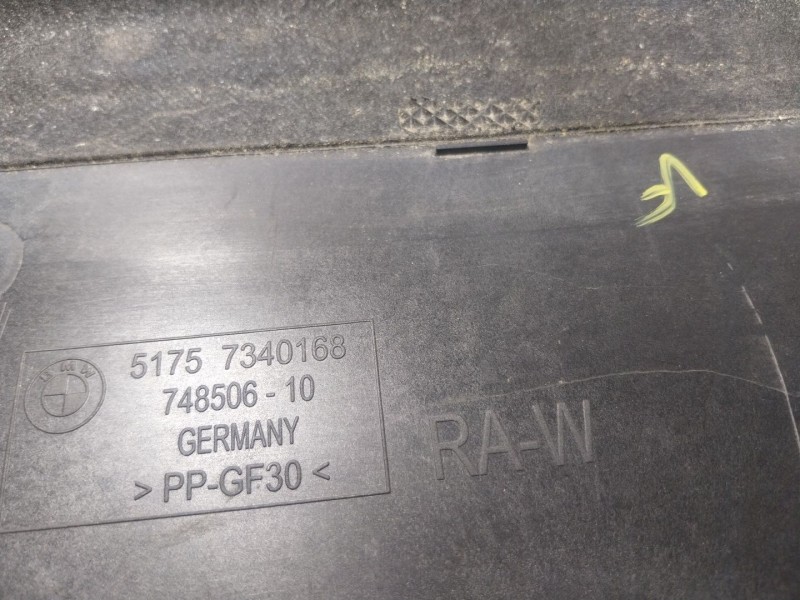 5175 7340168
748506-10
GERMANY
> PP-GF30 <
RA-W